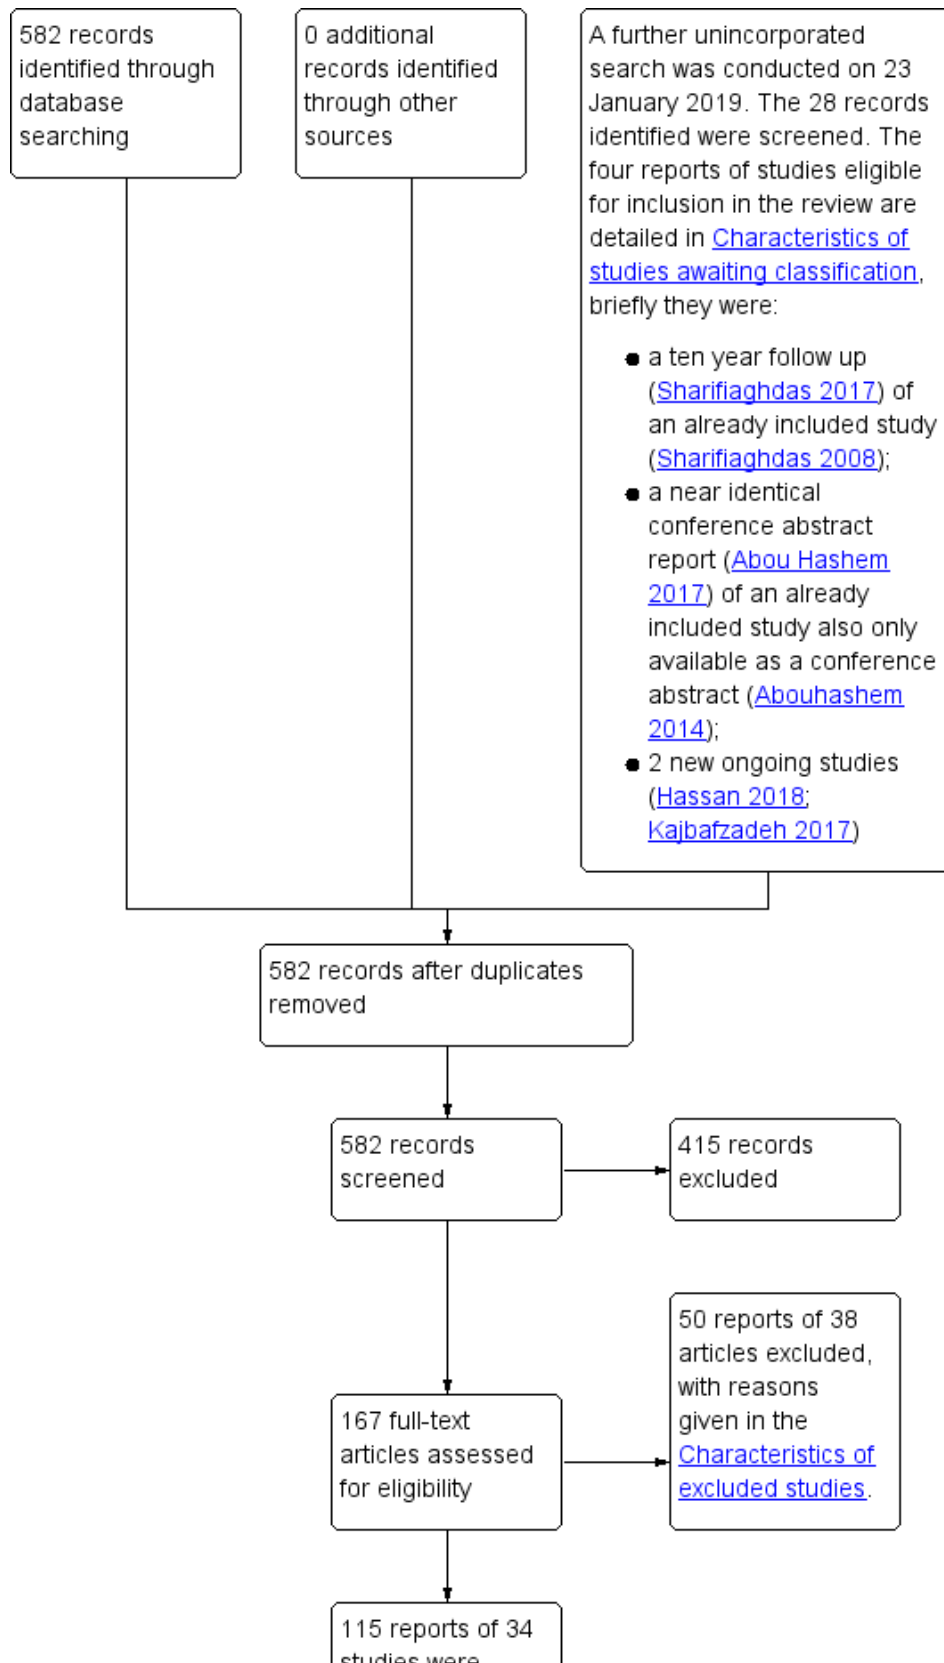 582 records
identified through
database
searching
0 additional
records identified
through other
sources
A further unincorporated
search was conducted on 23
January 2019. The 28 records
identified were screened. The
four reports of studies eligible
for inclusion in the review are
detailed in Characteristics of
studies awaiting classification,
briefly they were:
● a ten year follow up
(Sharifiaghdas 2017) of
an already included study
(Sharifiaghdas 2008);
● a near identical
conference abstract
report (Abou Hashem
2017) of an already
included study also only
available as a conference
abstract (Abouhashem
2014);
● 2 new ongoing studies
(Hassan 2018;
Kajbafzadeh 2017)
582 records after duplicates
removed
582 records
screened
415 records
excluded
167 full-text
articles assessed
for eligibility
50 reports of 38
articles excluded,
with reasons
given in the
Characteristics of
excluded studies.
115 reports of 34
studies were